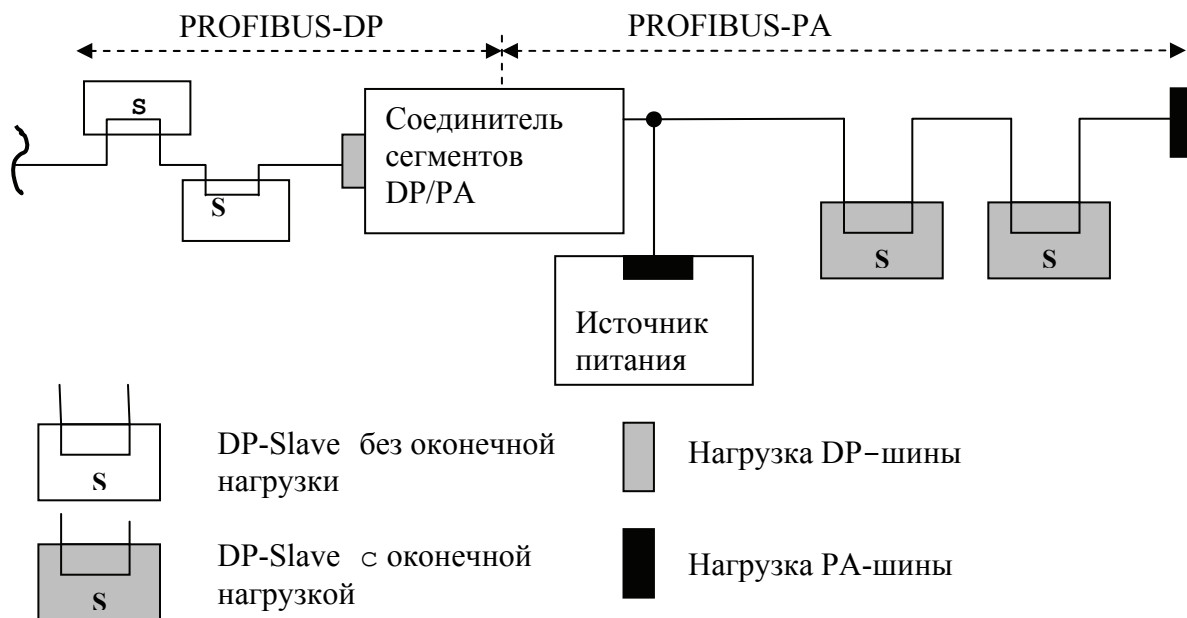 PROFIBUS-DP
PROFIBUS-PA
S
S
Соединитель
сегментов
DP/PA
S
S
Источник
питания
S
DP-Slave без оконечной
нагрузки
Нагрузка DP-шины
S
DP-Slave с оконечной
нагрузкой
Нагрузка PA-шины